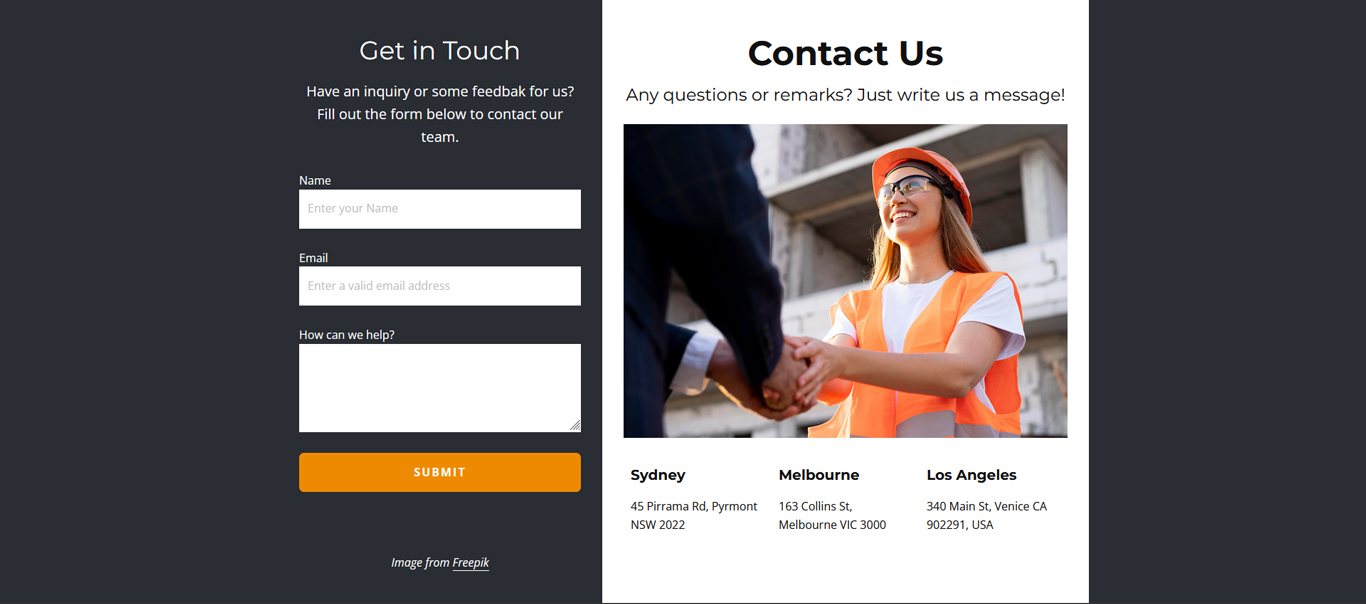 Get in Touch
Have an inquiry or some feedbak for us?
Fill out the form below to contact our
team.
Name
Enter your Name
Email
Enter a valid email address
How can we help?
SUBMIT
Image from Freepik
Contact Us
Any questions or remarks? Just write us a message!
Sydney
45 Pirrama Rd, Pyrmont
NSW 2022
Melbourne
163 Collins St,
Melbourne VIC 3000
Los Angeles
340 Main St, Venice CA
902291, USA